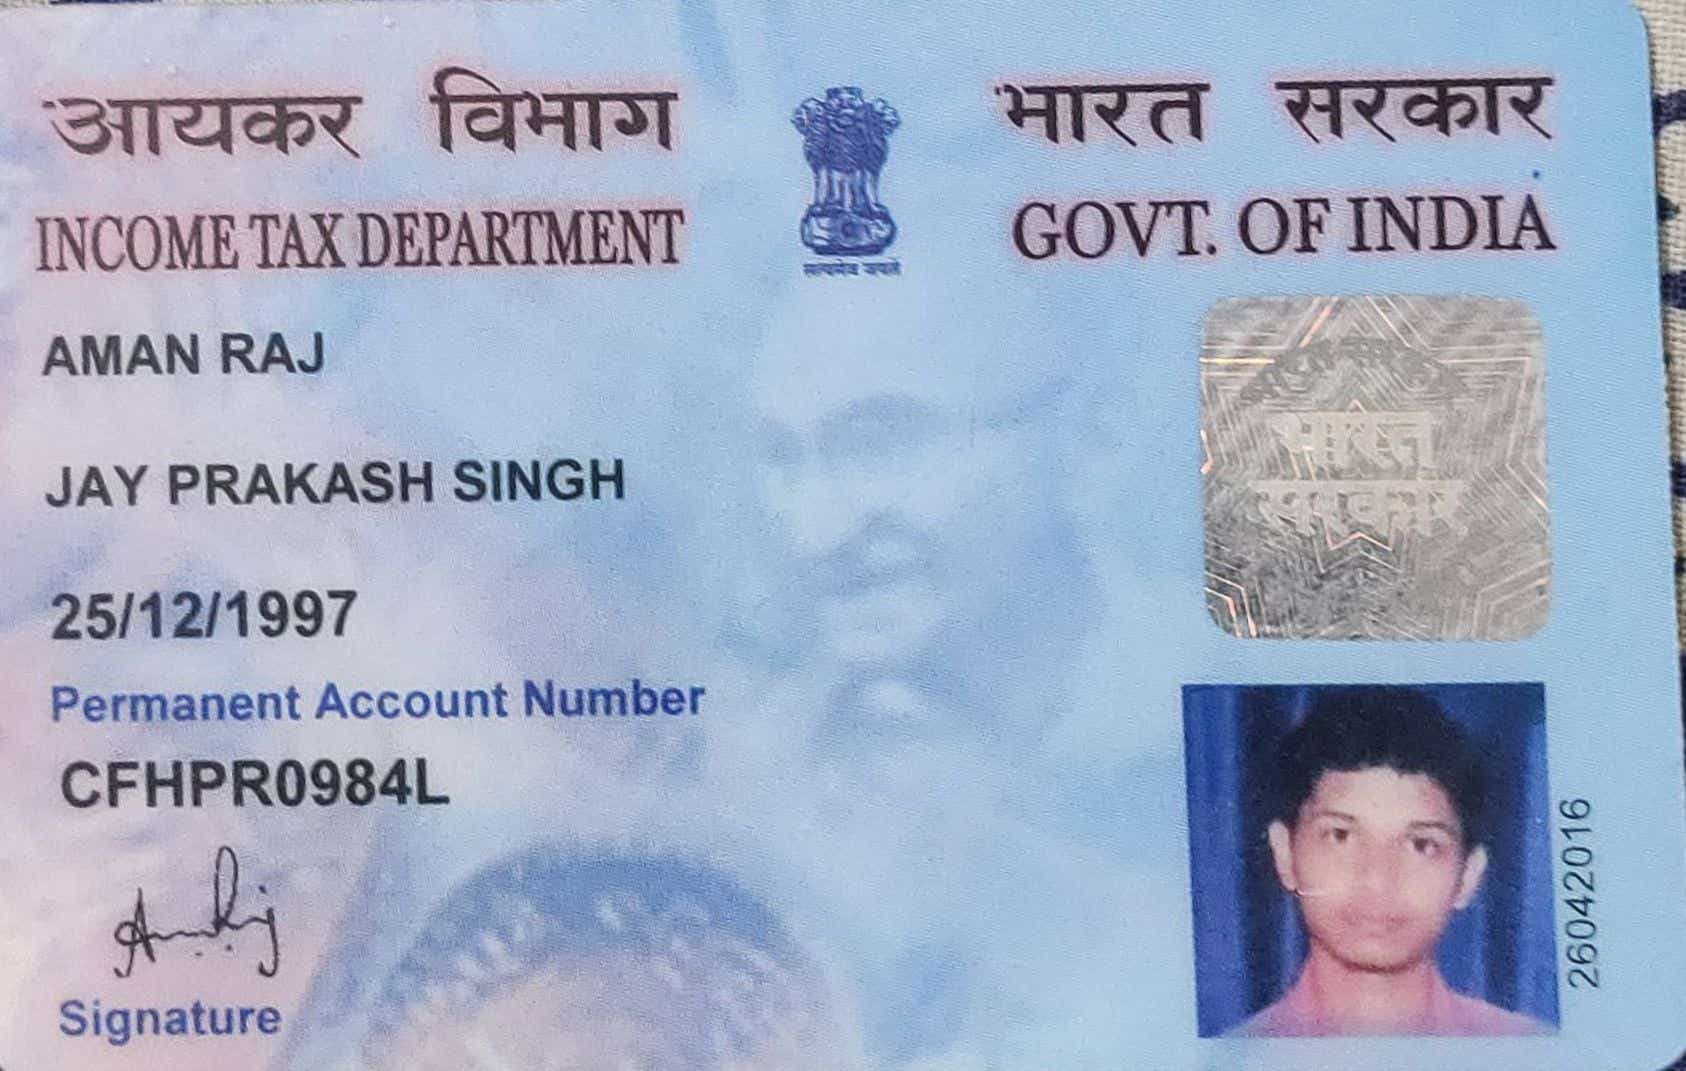 आयकर विभाग
INCOME TAX DEPARTMENT
सत्यमेव जयते
भारत सरकार
GOVT. OF INDIA
AMAN RAJ
JAY PRAKASH SINGH
25/12/1997
Permanent Account Number
CFHPR0984L
Signature
भारत
सरकार
26042016